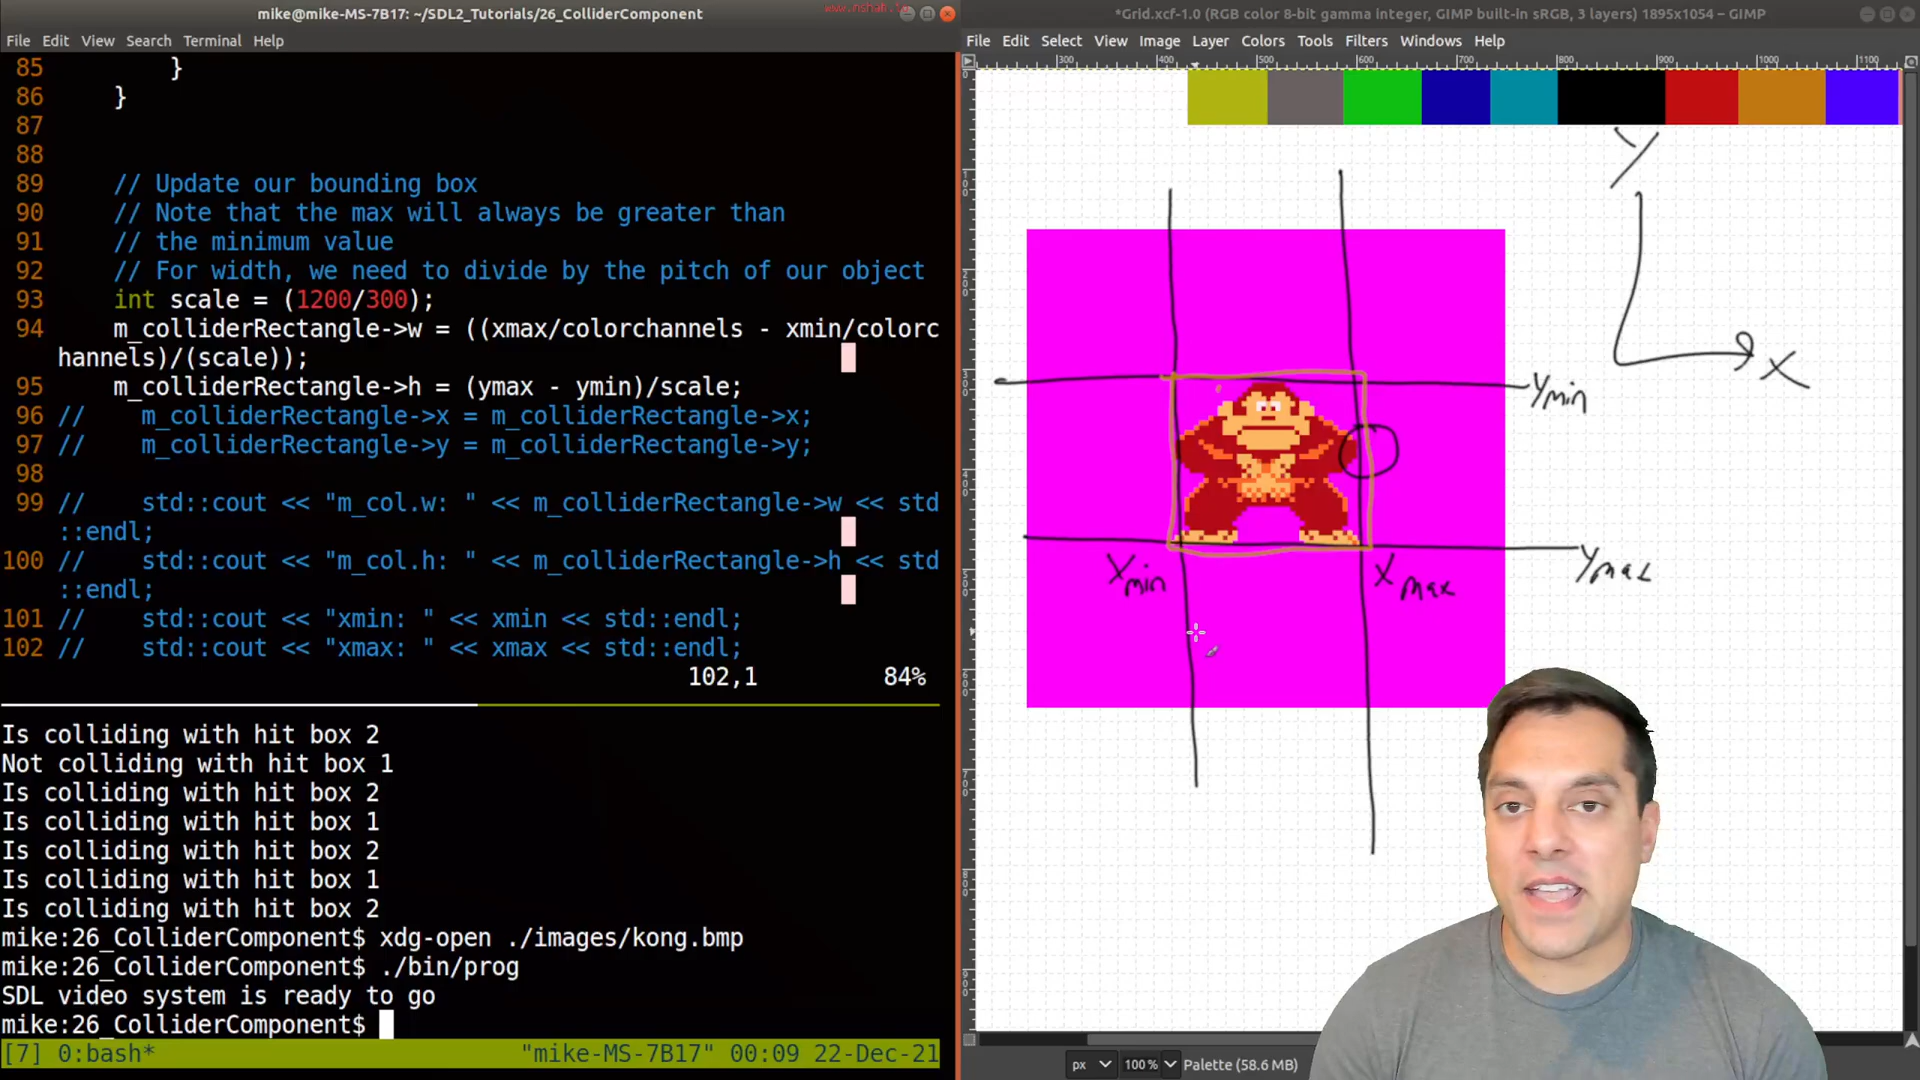 mike@mike-MS-7B17: ~/SDL2_Tutorials/26_ColliderComponent
File Edit View Search Terminal Help
85 }
86 }
87
88
89 // Update our bounding box
90 // Note that the max will always be greater than
91 // the minimum value
92 // For width, we need to divide by the pitch of our object
93 int scale = (1200/300);
94 m_colliderRectangle->w = ((xmax/colorchannels - xmin/colorc
hannels)/(scale));
95 m_colliderRectangle->h = (ymax - ymin)/scale;
96 // m_colliderRectangle->x = m_colliderRectangle->x;
97 // m_colliderRectangle->y = m_colliderRectangle->y;
98
99 // std::cout << "m_col.w: " << m_colliderRectangle->w << std
::endl;
100 // std::cout << "m_col.h: " << m_colliderRectangle->h << std
::endl;
101 // std::cout << "xmin: " << xmin << std::endl;
102 // std::cout << "xmax: " << xmax << std::endl;
102,1 84%
Is colliding with hit box 2
Not colliding with hit box 1
Is colliding with hit box 2
Is colliding with hit box 1
Is colliding with hit box 2
Is colliding with hit box 1
Is colliding with hit box 2
mike:26_ColliderComponent$ xdg-open ./images/kong.bmp
mike:26_ColliderComponent$ ./bin/prog
SDL video system is ready to go
mike:26_ColliderComponent$
[7] 0:bash* "mike-MS-7B17" 00:09 22-Dec-21
*Grid.xcf-1.0 (RGB color 8-bit gamma integer, GIMP built-in sRGB, 3 layers) 1895x1054 – GIMP
File Edit Select View Image Layer Colors Tools Filters Windows Help
300 400 500 600 700 800 900 1000 1100
Y
X
Ymin
Ymax
Xmin
Xmax
px 100% Palette (58.6 MB)